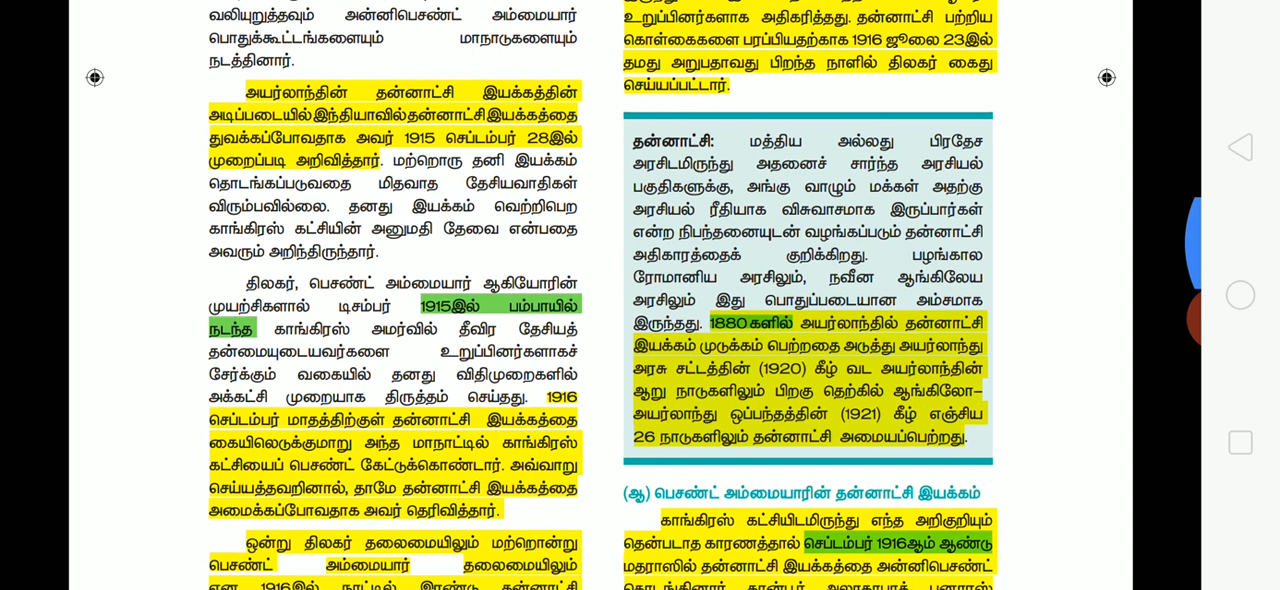 வலியுறுத்தவும் அன்னிபெசண்ட் அம்மையார்
பொதுக்கூட்டங்களையும் மாநாடுகளையும்
நடத்தினார்.
அயர்லாந்தின் தன்னாட்சி இயக்கத்தின்
அடிப்படையில் இந்தியாவில் தன்னாட்சி இயக்கத்தை
துவக்கப்போவதாக அவர் 1915 செப்டம்பர் 28இல்
முறைப்படி அறிவித்தார். மற்றொரு தனி இயக்கம்
தொடங்கப்படுவதை மிதவாத தேசியவாதிகள்
விரும்பவில்லை. தனது இயக்கம் வெற்றிபெற
காங்கிரஸ் கட்சியின் அனுமதி தேவை என்பதை
அவரும் அறிந்திருந்தார்.
திலகர், பெசண்ட் அம்மையார் ஆகியோரின்
முயற்சிகளால் டிசம்பர் 1915இல் பம்பாயில்
நடந்த காங்கிரஸ் அமர்வில் தீவிர தேசியத்
தன்மையுடையவர்களை உறுப்பினர்களாகச்
சேர்க்கும் வகையில் தனது விதிமுறைகளில்
அக்கட்சி முறையாக திருத்தம் செய்தது. 1916
செப்டம்பர் மாதத்திற்குள் தன்னாட்சி இயக்கத்தை
கையிலெடுக்குமாறு அந்த மாநாட்டில் காங்கிரஸ்
கட்சியைப் பெசண்ட் கேட்டுக்கொண்டார். அவ்வாறு
செய்யத்தவறினால், தாமே தன்னாட்சி இயக்கத்தை
அமைக்கப்போவதாக அவர் தெரிவித்தார்.
ஒன்று திலகர் தலைமையிலும் மற்றொன்று
பெசண்ட் அம்மையார் தலைமையிலும்
என 1916இல் நாட்டில் இரண்டு தன்னாட்சி
உறுப்பினர்களாக அதிகரித்தது. தன்னாட்சி பற்றிய
கொள்கைகளை பரப்பியதற்காக 1916 ஜூலை 23இல்
தமது அறுபதாவது பிறந்த நாளில் திலகர் கைது
செய்யப்பட்டார்.
தன்னாட்சி: மத்திய அல்லது பிரதேச
அரசிடமிருந்து அதனைச் சார்ந்த அரசியல்
பகுதிகளுக்கு, அங்கு வாழும் மக்கள் அதற்கு
அரசியல் ரீதியாக விசுவாசமாக இருப்பார்கள்
என்ற நிபந்தனையுடன் வழங்கப்படும் தன்னாட்சி
அதிகாரத்தைக் குறிக்கிறது. பழங்கால
ரோமானிய அரசிலும், நவீன ஆங்கிலேய
அரசிலும் இது பொதுப்படையான அம்சமாக
இருந்தது. 1880களில் அயர்லாந்தில் தன்னாட்சி
இயக்கம் முடுக்கம் பெற்றதை அடுத்து அயர்லாந்து
அரசு சட்டத்தின் (1920) கீழ் வட அயர்லாந்தின்
ஆறு நாடுகளிலும் பிறகு தெற்கில் ஆங்கிலோ–
அயர்லாந்து ஒப்பந்தத்தின் (1921) கீழ் எஞ்சிய
26 நாடுகளிலும் தன்னாட்சி அமையப்பெற்றது.
(ஆ) பெசண்ட் அம்மையாரின் தன்னாட்சி இயக்கம்
காங்கிரஸ் கட்சியிடமிருந்து எந்த அறிகுறியும்
தென்படாத காரணத்தால் செப்டம்பர் 1916ஆம் ஆண்டு
மதராஸில் தன்னாட்சி இயக்கத்தை அன்னிபெசண்ட்
தொடங்கினார். கான்பூர், அலகாபாத், பனாரஸ்